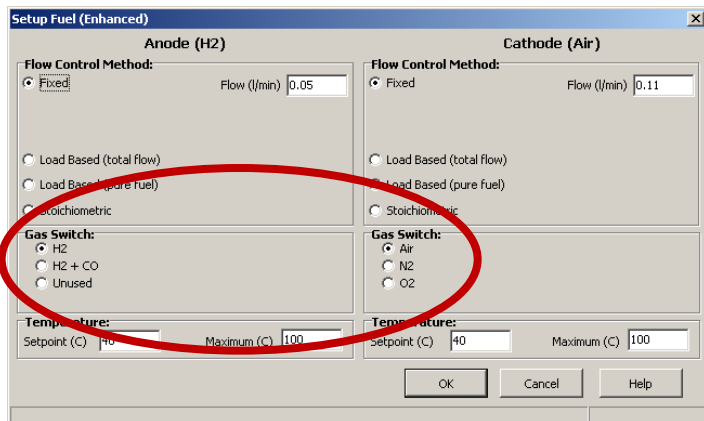 Setup Fuel (Enhanced)
Anode (H2)
Cathode (Air)
Flow Control Method:
Fixed
Flow (l/min) 0.05
Load Based (total flow)
Load Based (pure fuel)
Stoichiometric
Gas Switch:
H2
H2 + CO
Unused
Temperature:
Setpoint (C) 40
Maximum (C) 100
Flow Control Method:
Fixed
Flow (l/min) 0.11
Load Based (total flow)
Load Based (pure fuel)
Stoichiometric
Gas Switch:
Air
N2
O2
Temperature:
Setpoint (C) 40
Maximum (C) 100
OK
Cancel
Help